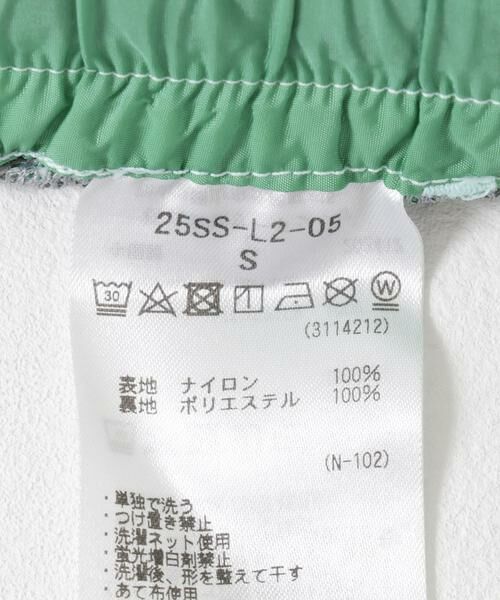 25SS-L2-05
S
30 W
(3114212)
表地 ナイロン 100%
裏地 ポリエステル 100%
(N-102)
・単独で洗う
・つけ置き禁止
・洗濯ネット使用
・蛍光増白剤禁止
・洗濯後、形を整えて干す
・あて布使用